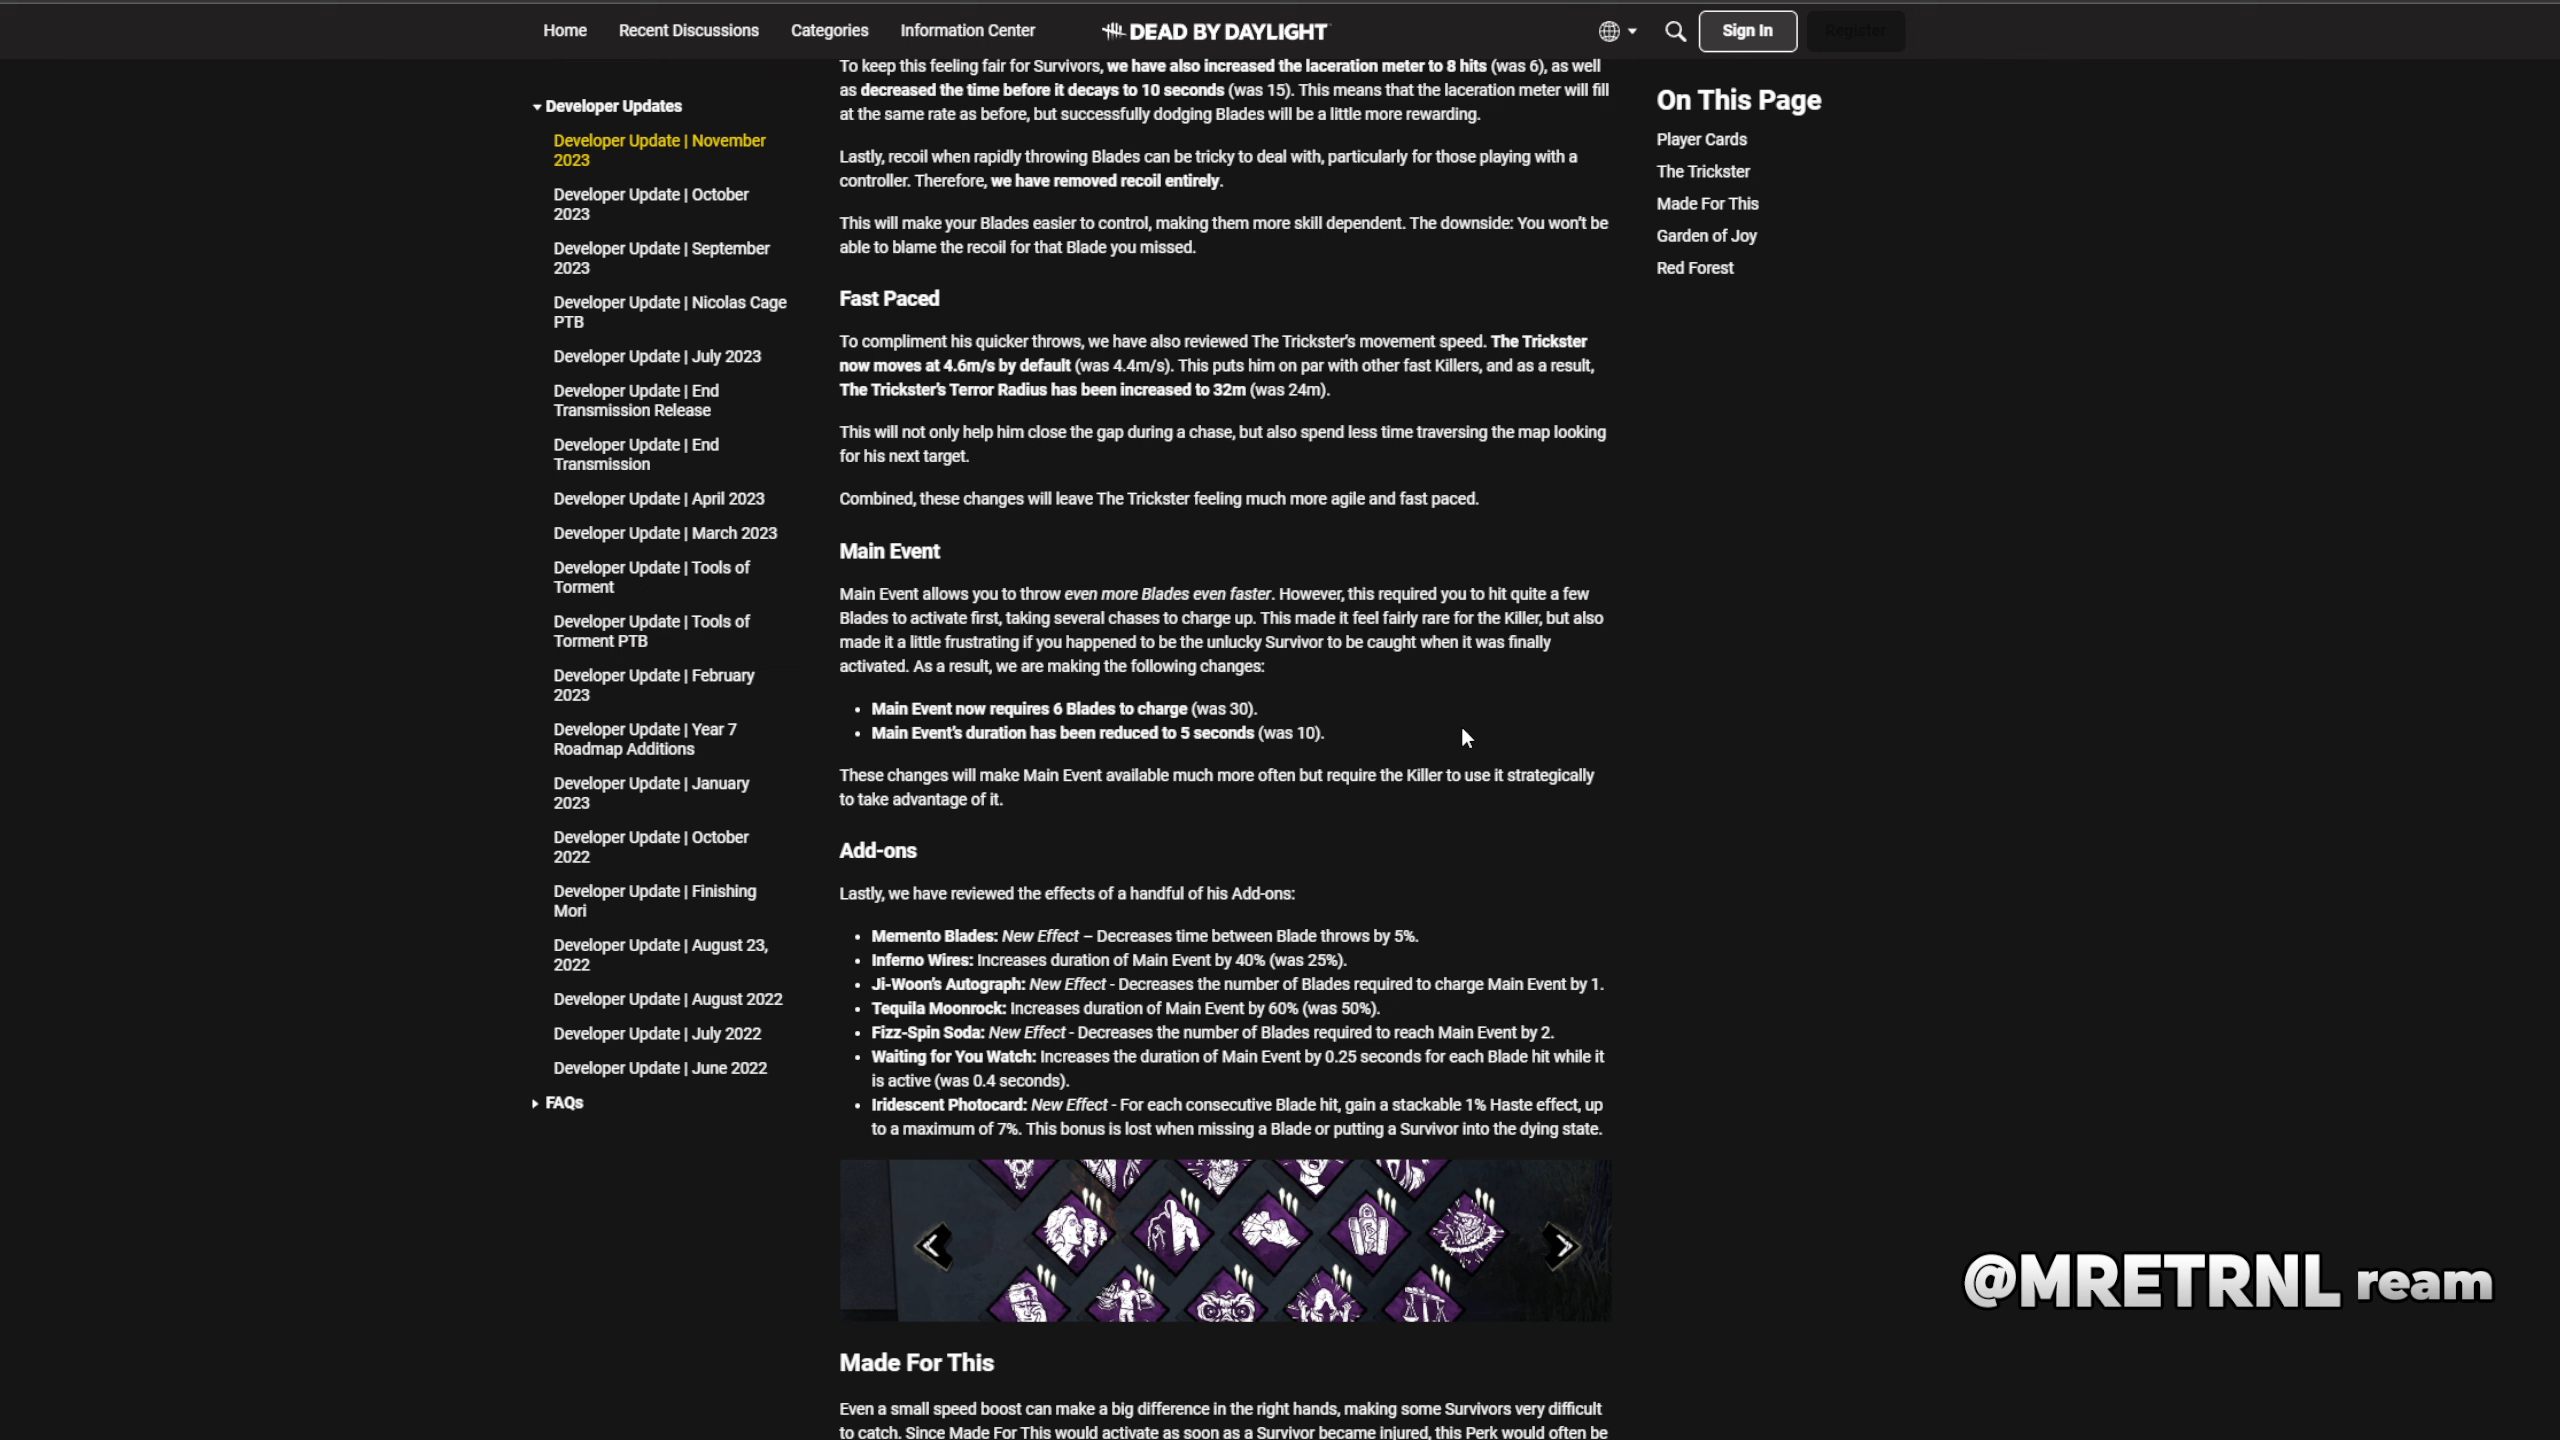 Home
Recent Discussions
Categories
Information Center
DEAD BY DAYLIGHT
Sign In
Register
Developer Updates
Developer Update | November
2023
Developer Update | October
2023
Developer Update | September
2023
Developer Update | Nicolas Cage
PTB
Developer Update | July 2023
Developer Update | End
Transmission Release
Developer Update | End
Transmission
Developer Update | April 2023
Developer Update | March 2023
Developer Update | Tools of
Torment
Developer Update | Tools of
Torment PTB
Developer Update | February
2023
Developer Update | Year 7
Roadmap Additions
Developer Update | January
2023
Developer Update | October
2022
Developer Update | Finishing
Mori
Developer Update | August 23,
2022
Developer Update | August 2022
Developer Update | July 2022
Developer Update | June 2022
FAQs
To keep this feeling fair for Survivors, we have also increased the laceration meter to 8 hits (was 6), as well
as decreased the time before it decays to 10 seconds (was 15). This means that the laceration meter will fill
at the same rate as before, but successfully dodging Blades will be a little more rewarding.
Lastly, recoil when rapidly throwing Blades can be tricky to deal with, particularly for those playing with a
controller. Therefore, we have removed recoil entirely.
This will make your Blades easier to control, making them more skill dependent. The downside: You won't be
able to blame the recoil for that Blade you missed.
Fast Paced
To compliment his quicker throws, we have also reviewed The Trickster's movement speed. The Trickster
now moves at 4.6m/s by default (was 4.4m/s). This puts him on par with other fast Killers, and as a result,
The Trickster's Terror Radius has been increased to 32m (was 24m).
This will not only help him close the gap during a chase, but also spend less time traversing the map looking
for his next target.
Combined, these changes will leave The Trickster feeling much more agile and fast paced.
Main Event
Main Event allows you to throw even more Blades even faster. However, this required you to hit quite a few
Blades to activate first, taking several chases to charge up. This made it feel fairly rare for the Killer, but also
made it a little frustrating if you happened to be the unlucky Survivor to be caught when it was finally
activated. As a result, we are making the following changes:
• Main Event now requires 6 Blades to charge (was 30).
• Main Event's duration has been reduced to 5 seconds (was 10).
These changes will make Main Event available much more often but require the Killer to use it strategically
to take advantage of it.
Add-ons
Lastly, we have reviewed the effects of a handful of his Add-ons:
• Memento Blades: New Effect – Decreases time between Blade throws by 5%.
• Inferno Wires: Increases duration of Main Event by 40% (was 25%).
• Ji-Woon's Autograph: New Effect - Decreases the number of Blades required to charge Main Event by 1.
• Tequila Moonrock: Increases duration of Main Event by 60% (was 50%).
• Fizz-Spin Soda: New Effect - Decreases the number of Blades required to reach Main Event by 2.
• Waiting for You Watch: Increases the duration of Main Event by 0.25 seconds for each Blade hit while it
is active (was 0.4 seconds).
• Iridescent Photocard: New Effect - For each consecutive Blade hit, gain a stackable 1% Haste effect, up
to a maximum of 7%. This bonus is lost when missing a Blade or putting a Survivor into the dying state.
Made For This
Even a small speed boost can make a big difference in the right hands, making some Survivors very difficult
to catch. Since Made For This would activate as soon as a Survivor became injured, this Perk would often be
On This Page
Player Cards
The Trickster
Made For This
Garden of Joy
Red Forest
@MRETRNL ream